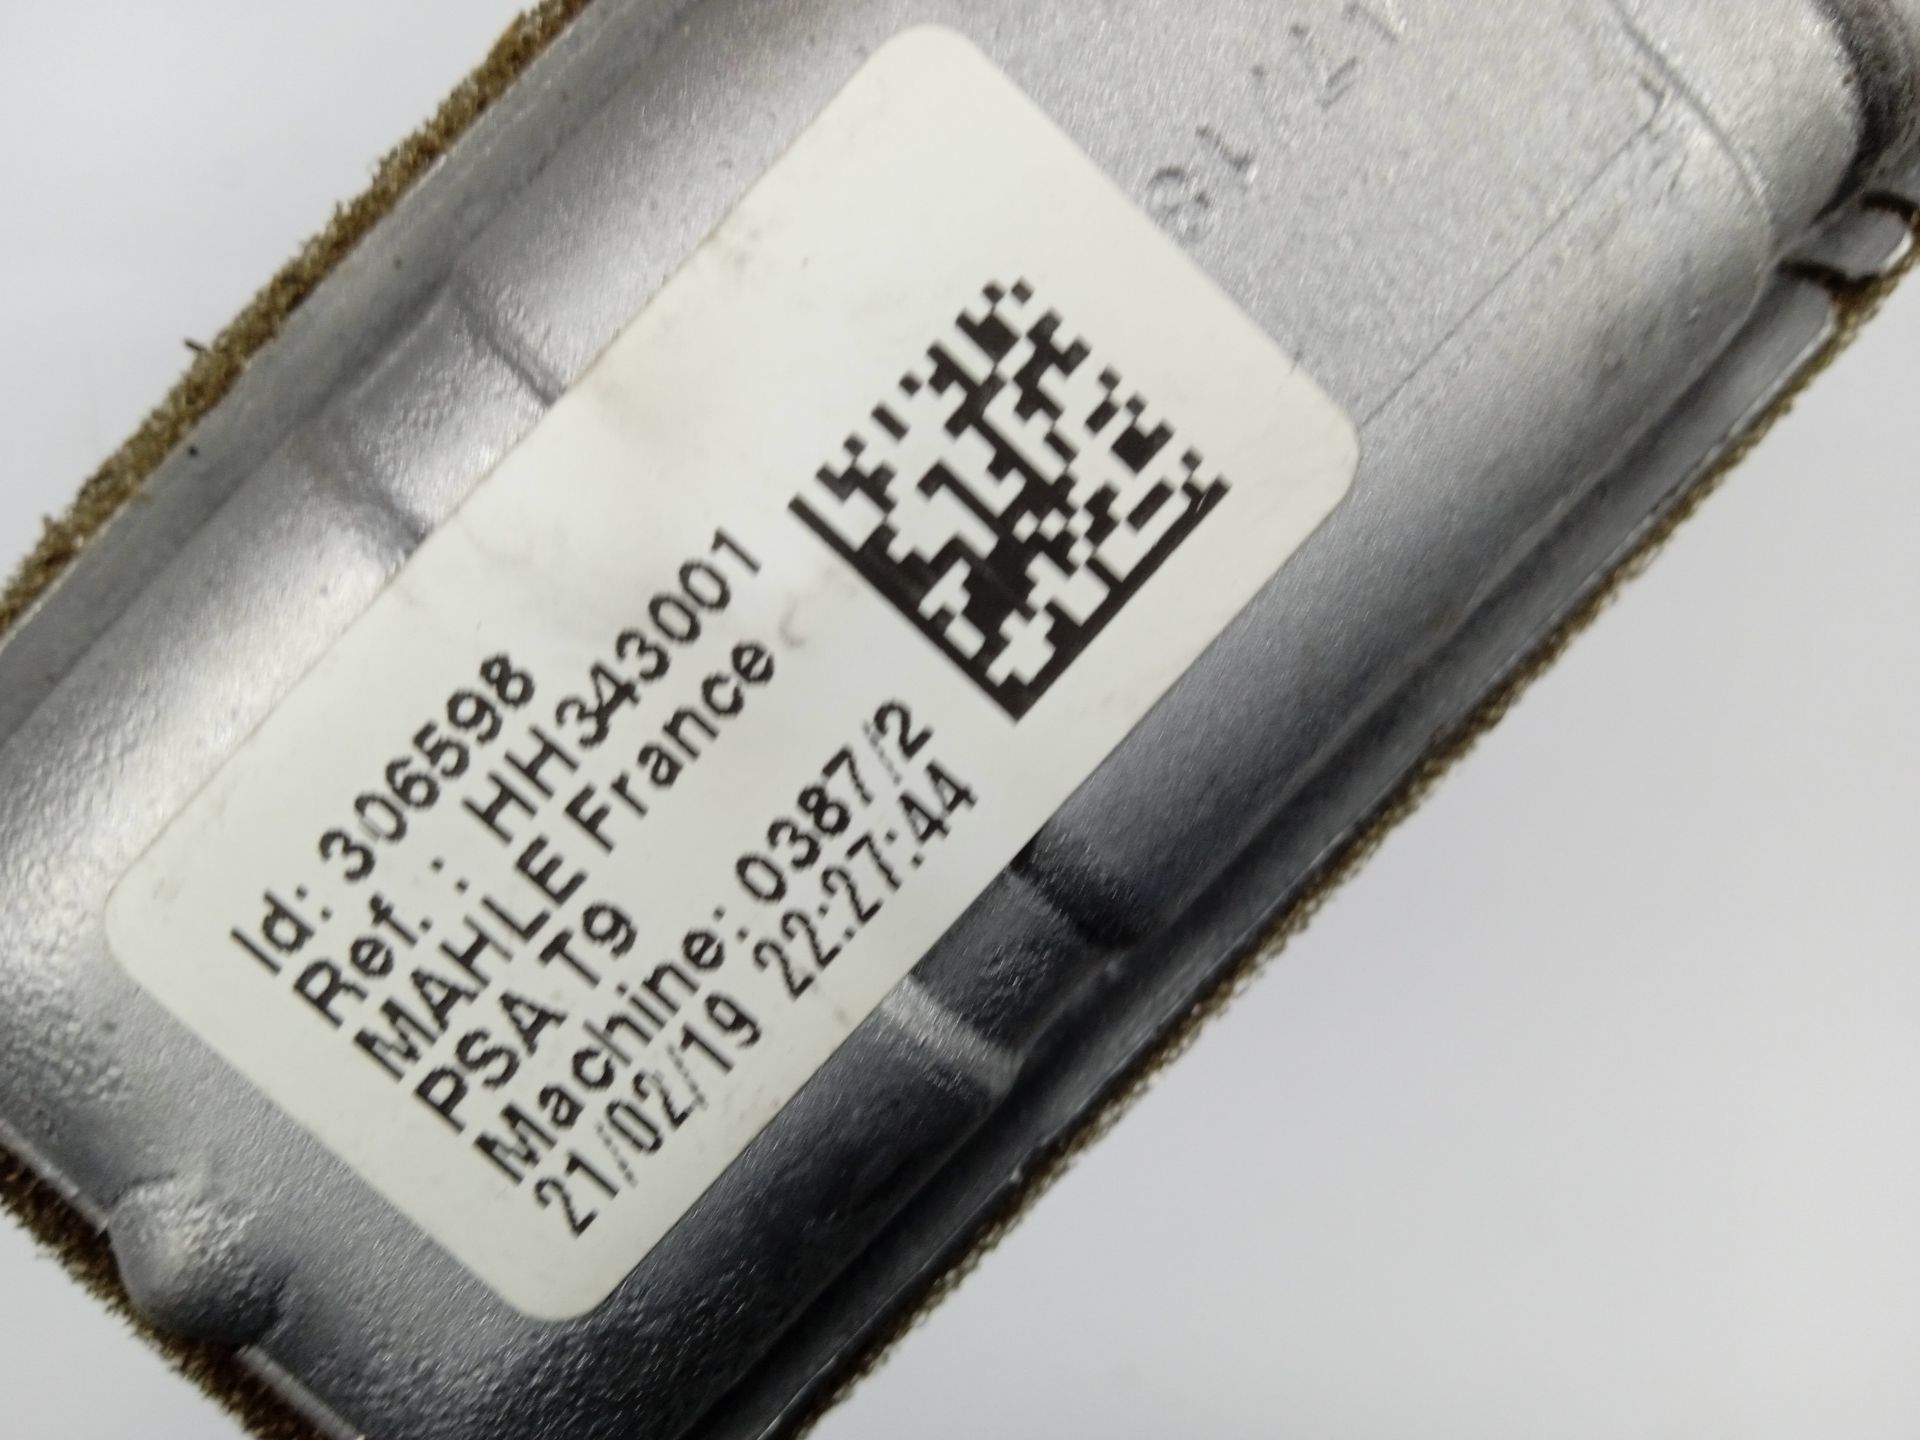 Id: 306598
Ref. : HH343001
MAHLE France
PSA T9
Machine: 0387/2
21/02/19 22:27:44